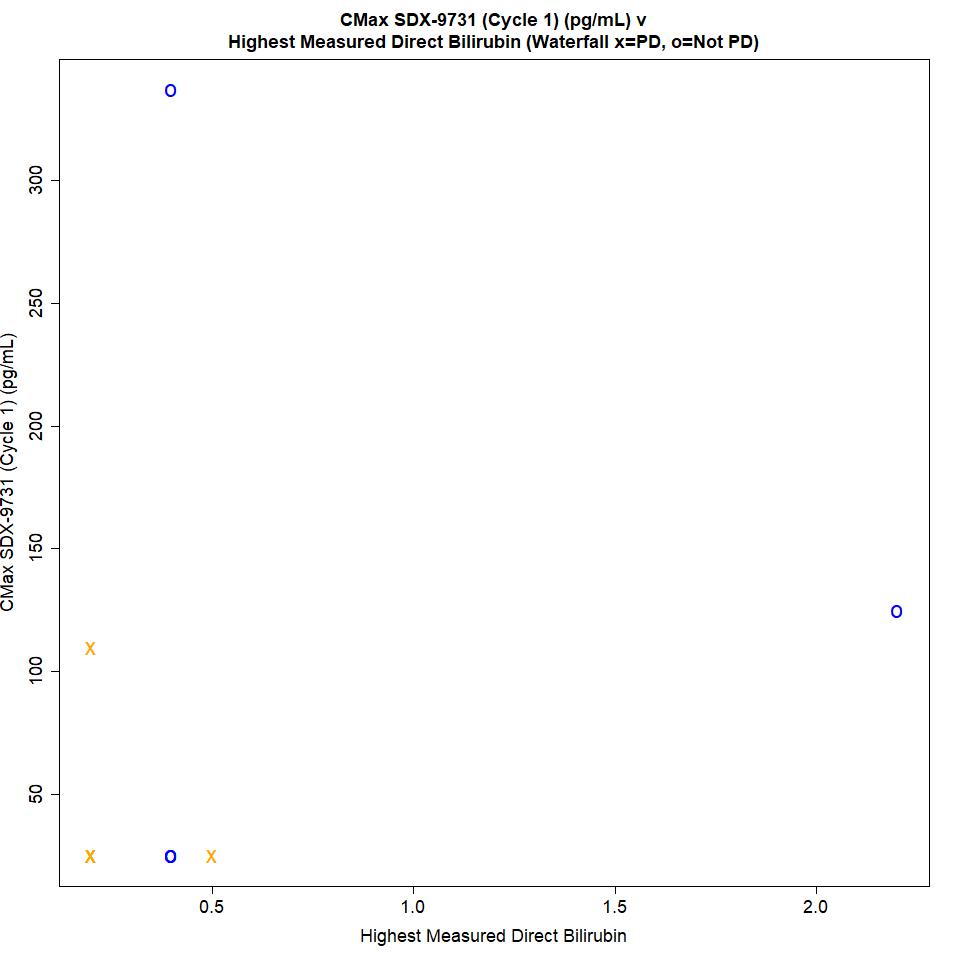 CMax SDX-9731 (Cycle 1) (pg/mL) v
Highest Measured Direct Bilirubin (Waterfall x=PD, o=Not PD)
CMax SDX-9731 (Cycle 1) (pg/mL)
300
250
200
150
100
50
O
O
X
X
O
X
0.5
1.0
1.5
2.0
Highest Measured Direct Bilirubin